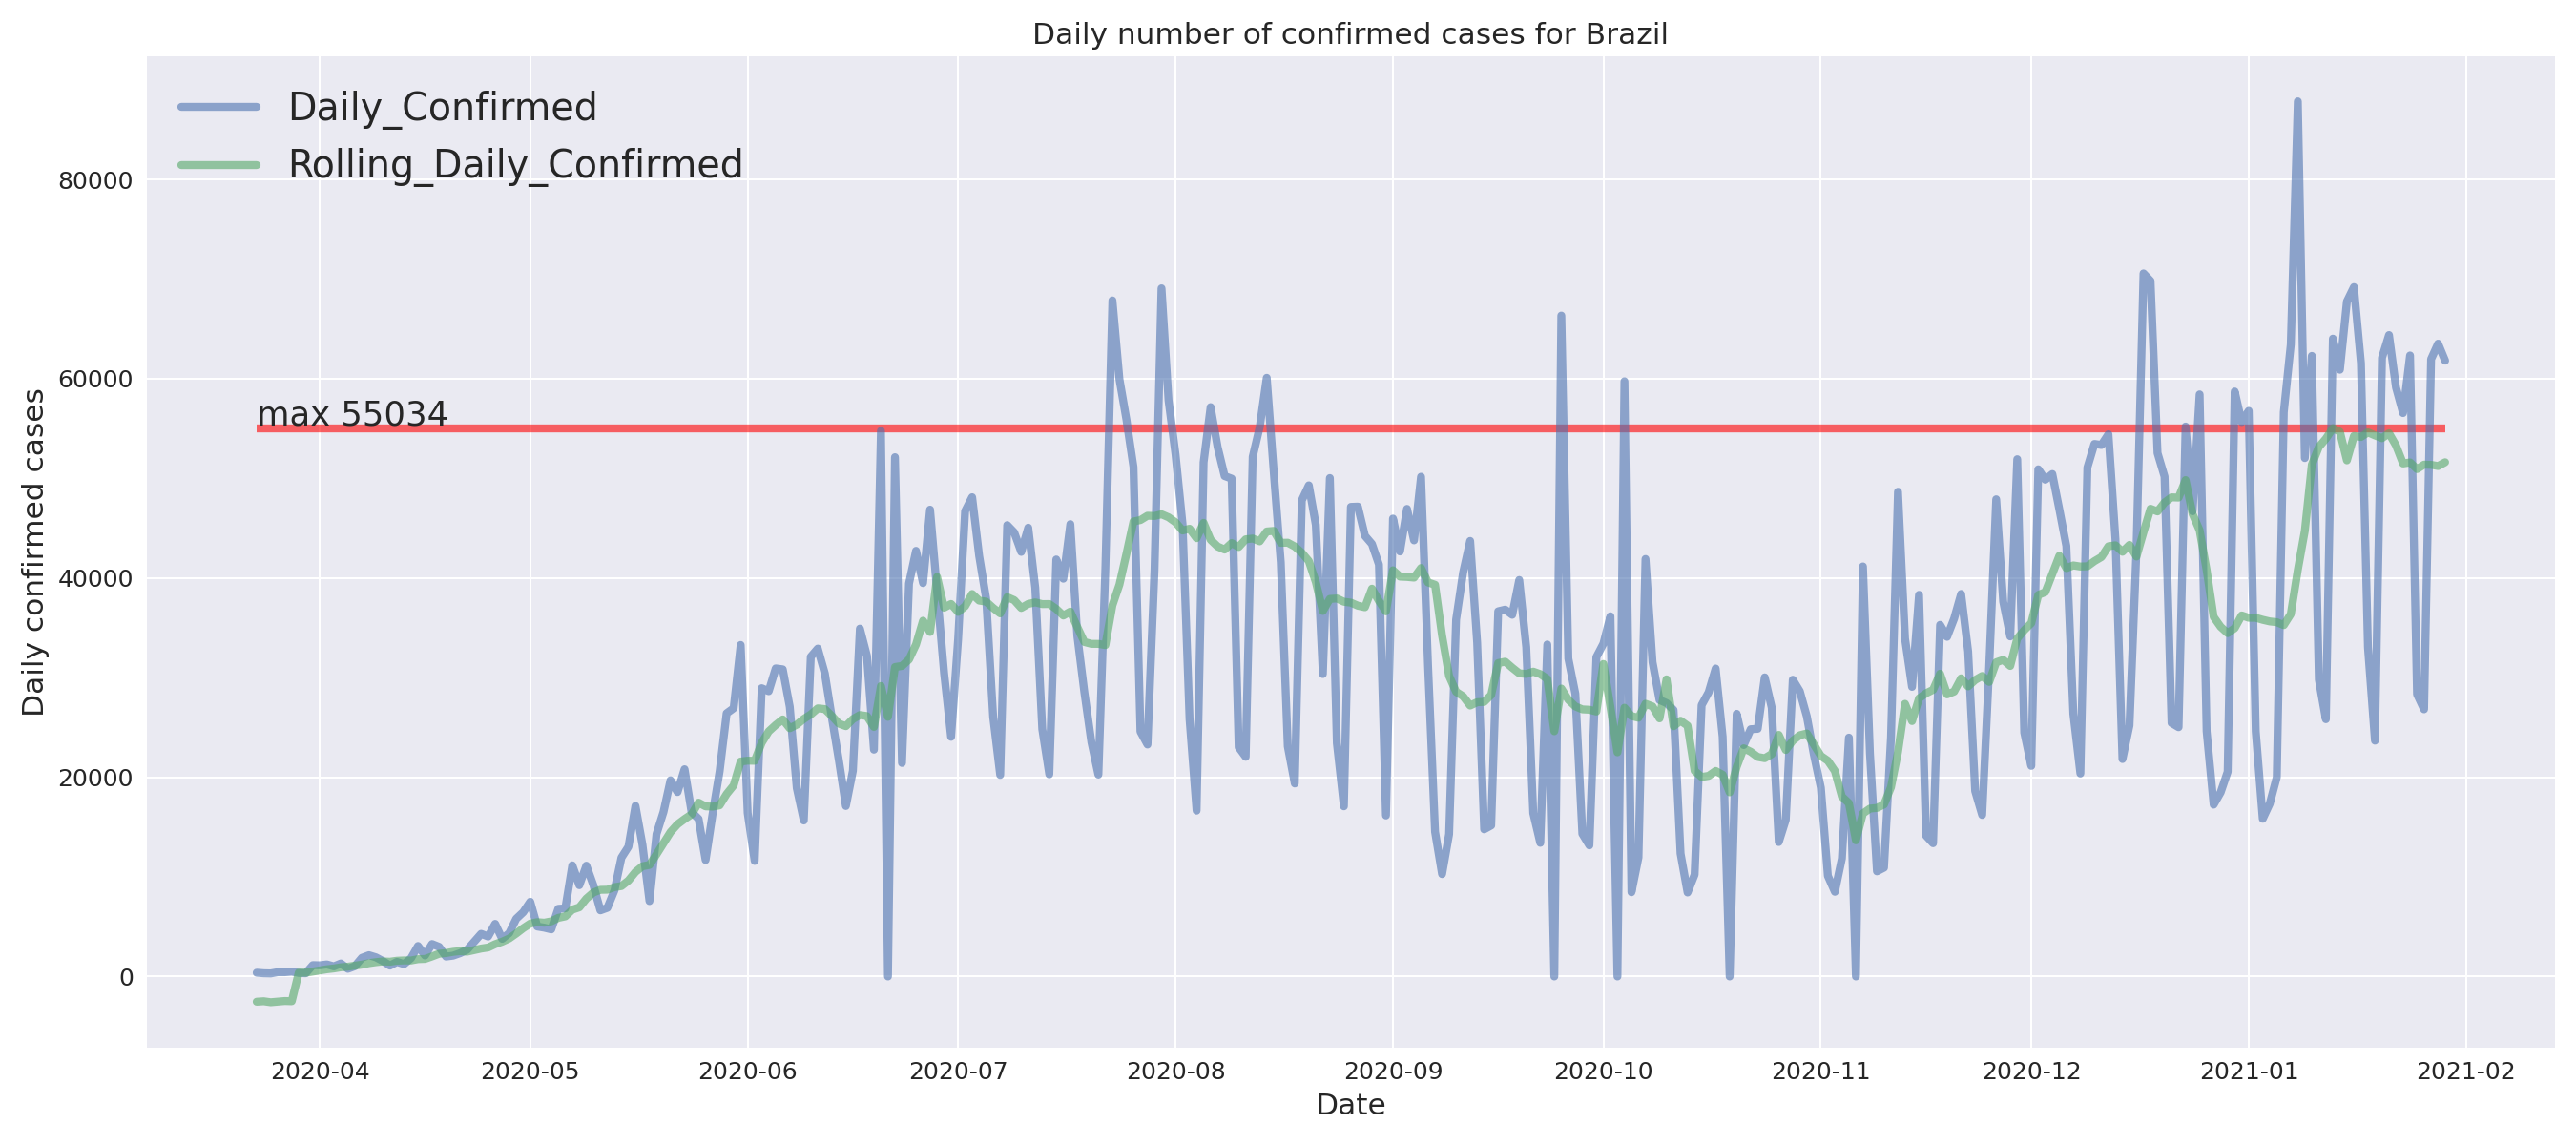 Daily number of confirmed cases for Brazil
Daily_Confirmed
Rolling_Daily_Confirmed
80000
60000
max 55034
40000
20000
0
Daily confirmed cases
2020-04 2020-05 2020-06 2020-07 2020-08 2020-09 2020-10 2020-11 2020-12 2021-01 2021-02
Date